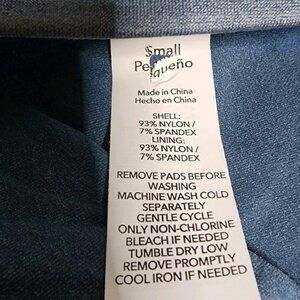 Small
Pequeño
Made in China
Hecho en China
SHELL:
93% NYLON /
7% SPANDEX
LINING:
93% NYLON /
7% SPANDEX
REMOVE PADS BEFORE
WASHING
MACHINE WASH COLD
SEPARATELY
GENTLE CYCLE
ONLY NON-CHLORINE
BLEACH IF NEEDED
TUMBLE DRY LOW
REMOVE PROMPTLY
COOL IRON IF NEEDED